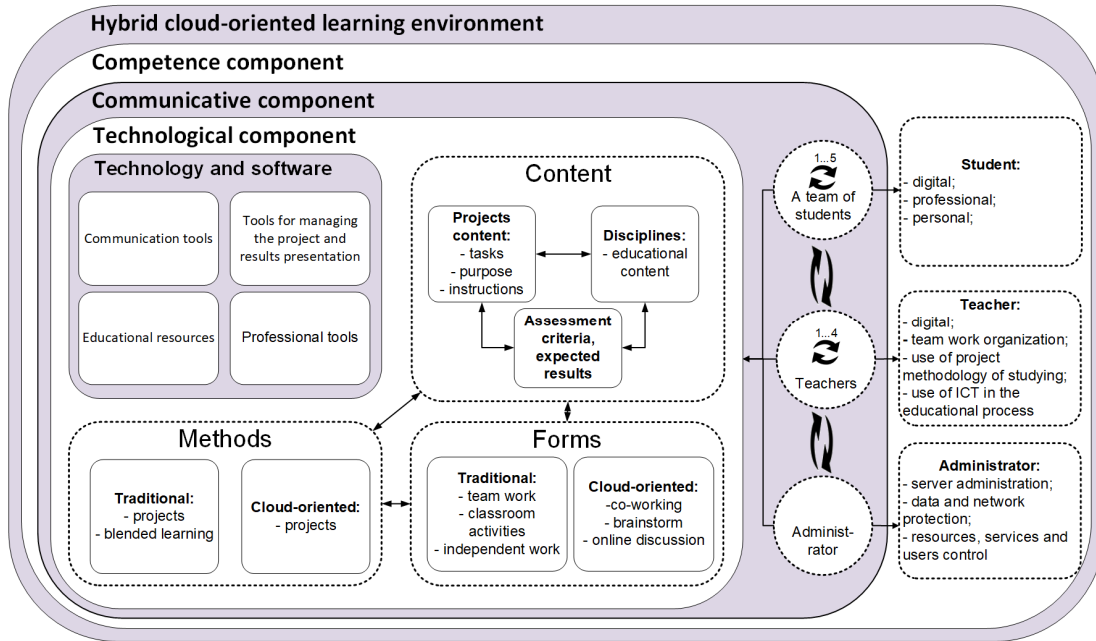 Hybrid cloud-oriented learning environment
Competence component
Communicative component
Technological component
Technology and software
Communication tools
Tools for managing
the project and
results presentation
Educational resources
Professional tools
Content
Projects
content:
- tasks
- purpose
- instructions
Disciplines:
- educational
content
Assessment
criteria,
expected
results
Methods
Traditional:
- projects
- blended learning
Cloud-oriented:
- projects
Forms
Traditional:
- team work
- classroom
activities
- independent work
Cloud-oriented:
-co-working
- brainstorm
- online discussion
1...5
A team of
students
1...4
Teachers
Administ-
rator
Student:
- digital;
- professional;
- personal;
Teacher:
- digital;
- team work organization;
- use of project
methodology of studying;
- use of ICT in the
educational process
Administrator:
- server administration;
- data and network
protection;
- resources, services and
users control